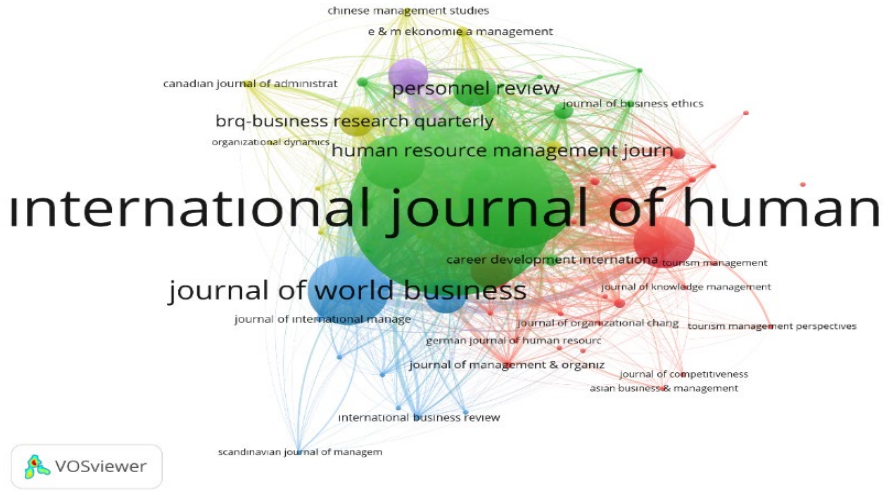 chinese management studies
e & m ekonomie a management
canadian journal of administrat
personnel review
journal of business ethics
brq-business research quarterly
organizational dynamics
human resource management journ
international journal of human
career development internationa
tourism management
journal of world business
journal of knowledge management
journal of international manage
journal of organizational chang
tourism management perspectives
german journal of human resourc
journal of management & organiz
journal of competitiveness
asian business & management
international business review
scandinavian journal of managem
VOSviewer